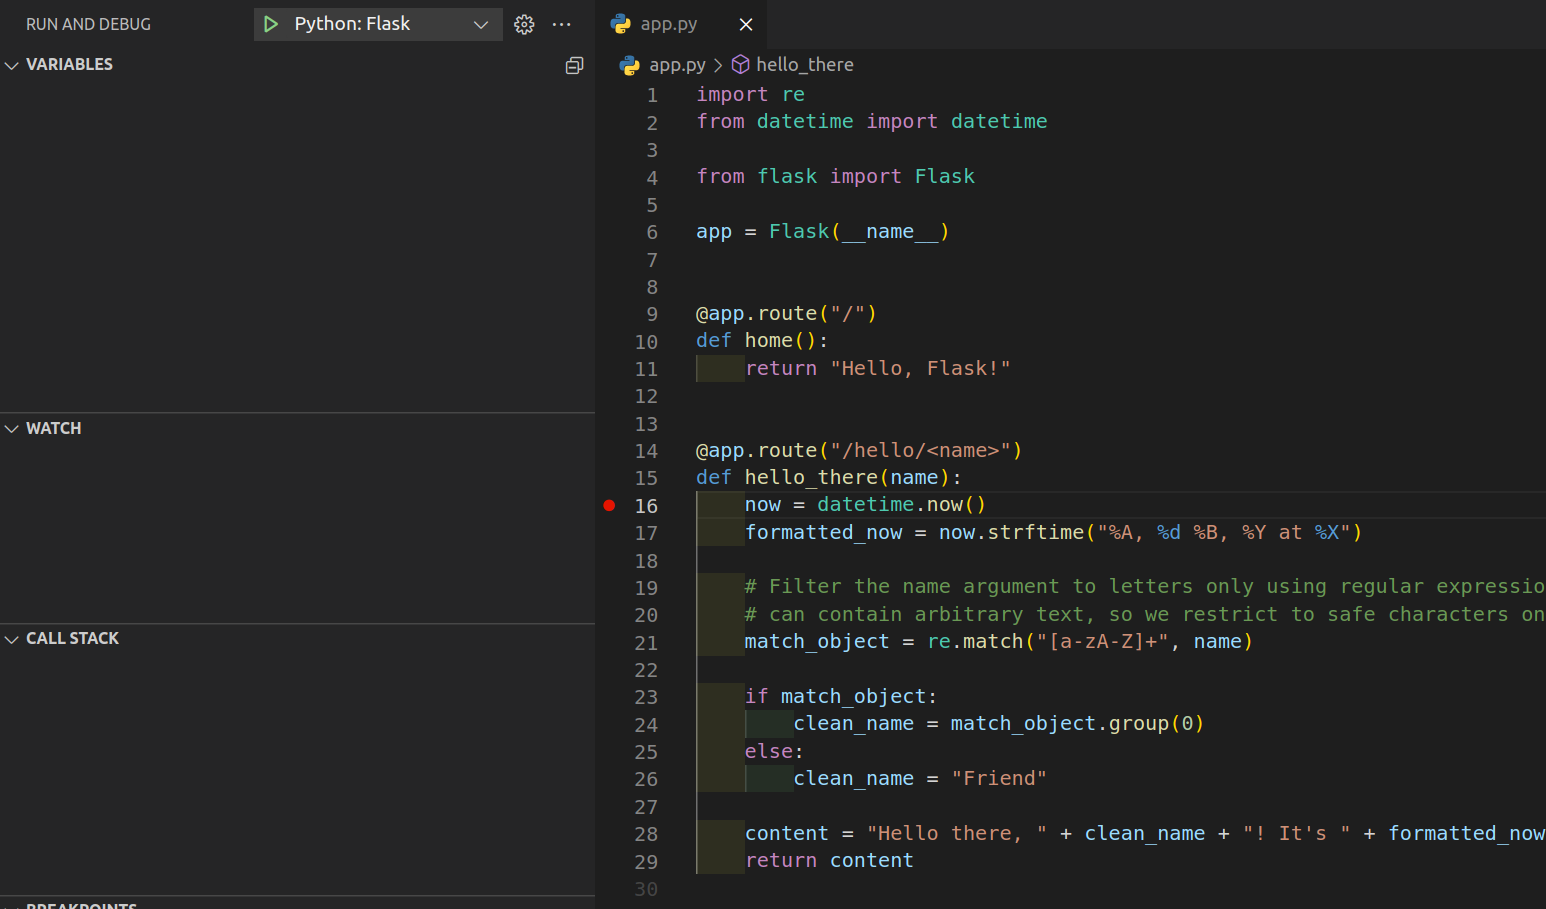 RUN AND DEBUG
Python: Flask
VARIABLES
WATCH
CALL STACK
BREAKPOINTS
app.py
app.py > hello_there
1 import re
2 from datetime import datetime
3
4 from flask import Flask
5
6 app = Flask(__name__)
7
8
9 @app.route("/")
10 def home():
11     return "Hello, Flask!"
12
13
14 @app.route("/hello/<name>")
15 def hello_there(name):
16     now = datetime.now()
17     formatted_now = now.strftime("%A, %d %B, %Y at %X")
18
19     # Filter the name argument to letters only using regular expressio
20     # can contain arbitrary text, so we restrict to safe characters on
21     match_object = re.match("[a-zA-Z]+", name)
22
23     if match_object:
24         clean_name = match_object.group(0)
25     else:
26         clean_name = "Friend"
27
28     content = "Hello there, " + clean_name + "! It's " + formatted_now
29     return content
30